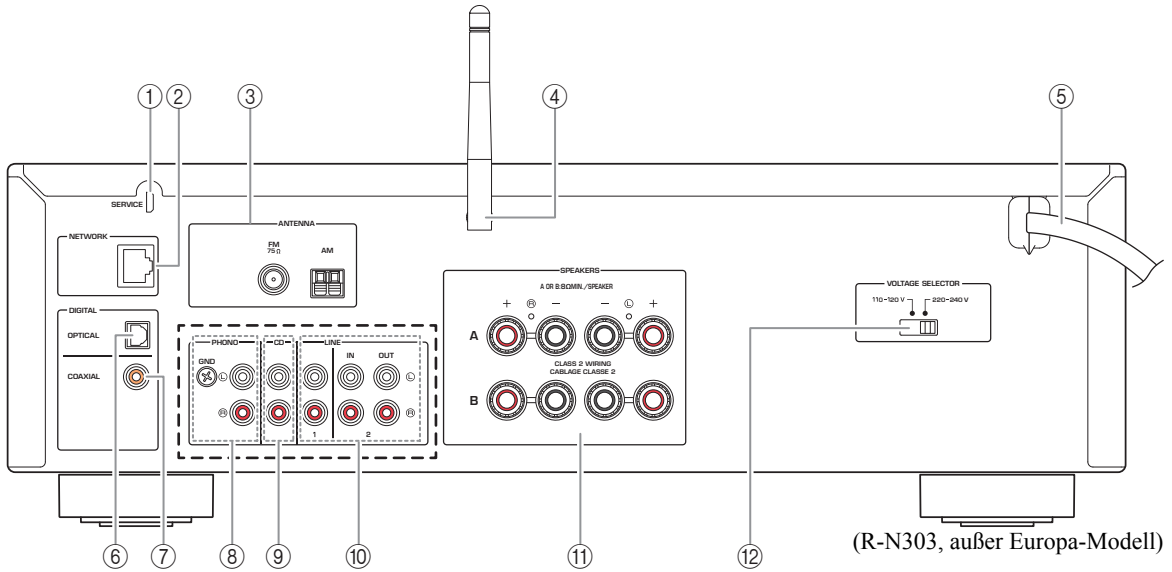 ① ② ③ ④ ⑤
SERVICE
NETWORK
ANTENNA
FM
75 Ω
AM
SPEAKERS
A OR B:8ΩMIN./SPEAKER
+ Ⓡ − − Ⓛ +
A
CLASS 2 WIRING
CABLAGE CLASSE 2
B
VOLTAGE SELECTOR
110-120 V 220-240 V
DIGITAL
OPTICAL
COAXIAL
PHONO CD LINE
GND IN OUT
Ⓛ Ⓛ
Ⓡ Ⓡ
1 2
⑥ ⑦ ⑧ ⑨ ⑩ ⑪ ⑫
(R-N303, außer Europa-Modell)